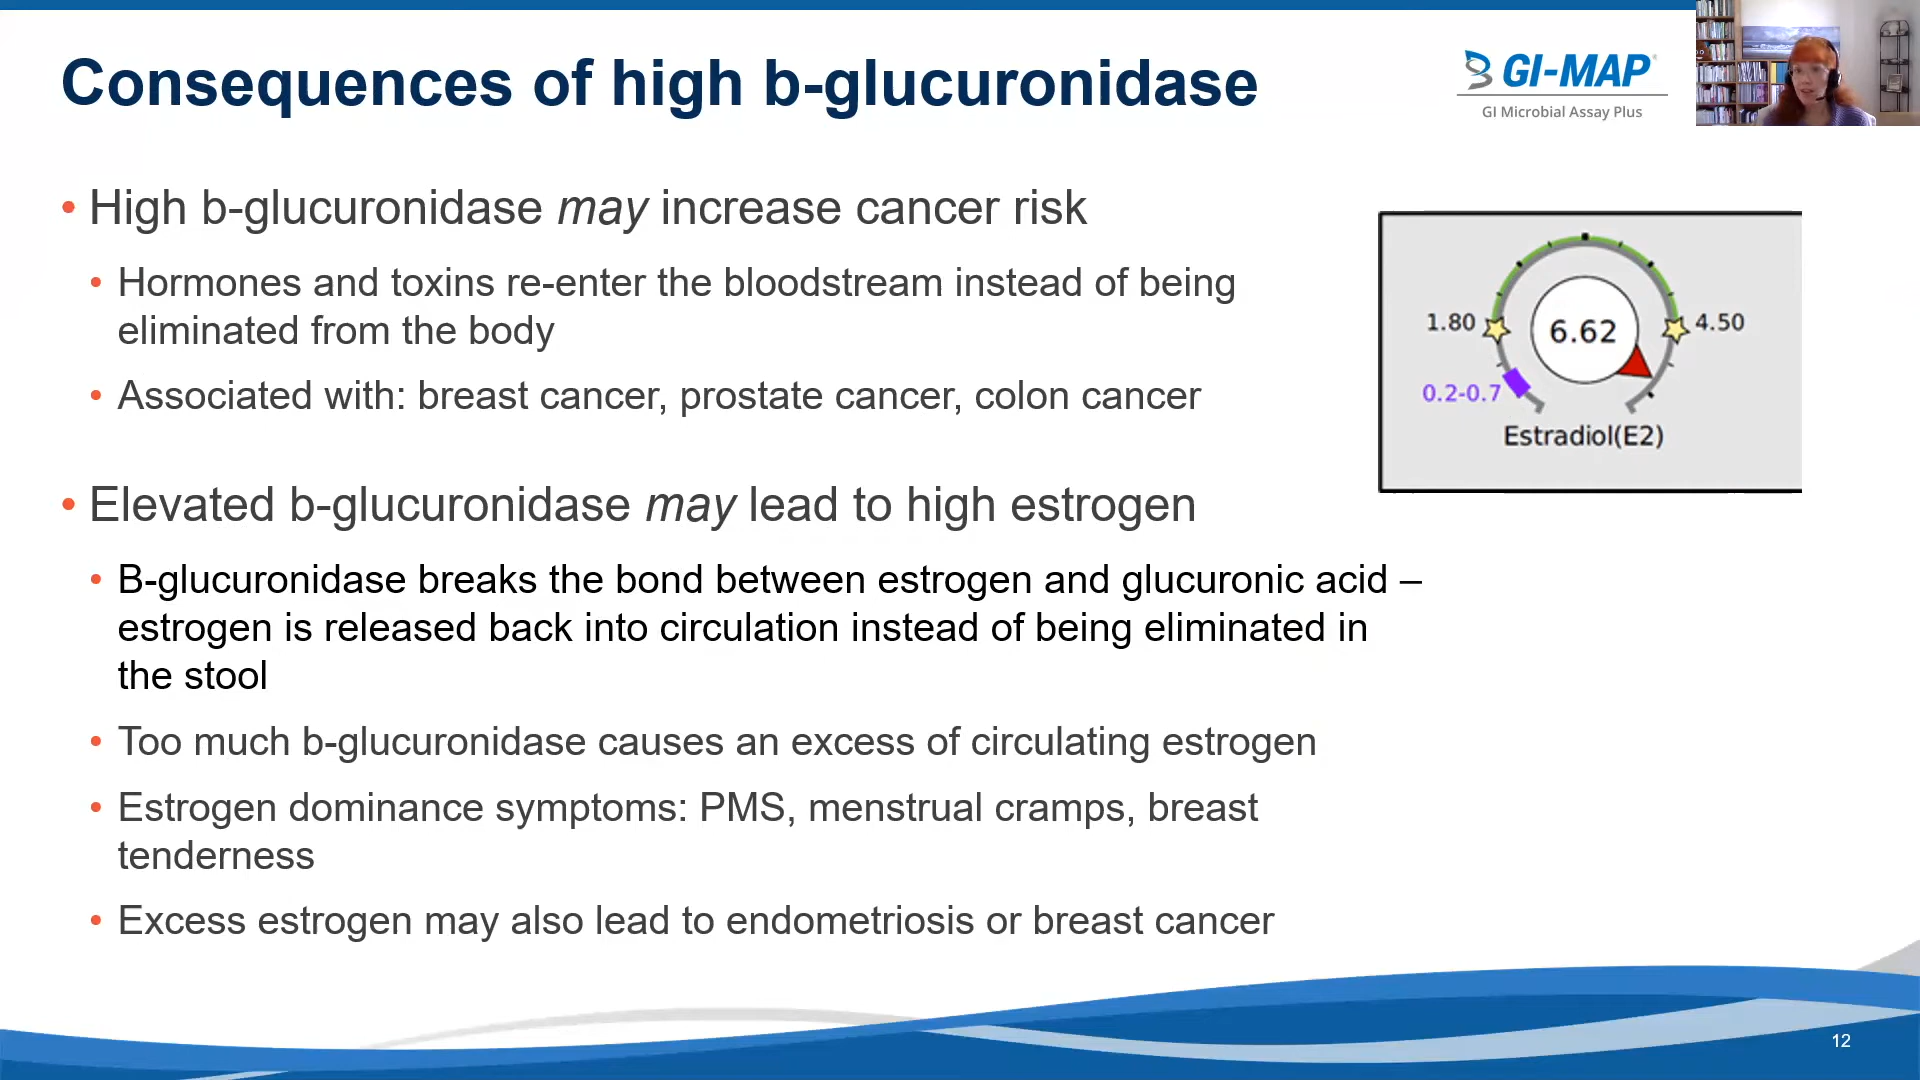 Consequences of high b-glucuronidase
GI-MAP
GI Microbial Assay Plus
• High b-glucuronidase may increase cancer risk
• Hormones and toxins re-enter the bloodstream instead of being
eliminated from the body
• Associated with: breast cancer, prostate cancer, colon cancer
1.80
6.62
4.50
0.2-0.7
Estradiol(E2)
• Elevated b-glucuronidase may lead to high estrogen
• B-glucuronidase breaks the bond between estrogen and glucuronic acid –
estrogen is released back into circulation instead of being eliminated in
the stool
• Too much b-glucuronidase causes an excess of circulating estrogen
• Estrogen dominance symptoms: PMS, menstrual cramps, breast
tenderness
• Excess estrogen may also lead to endometriosis or breast cancer
12